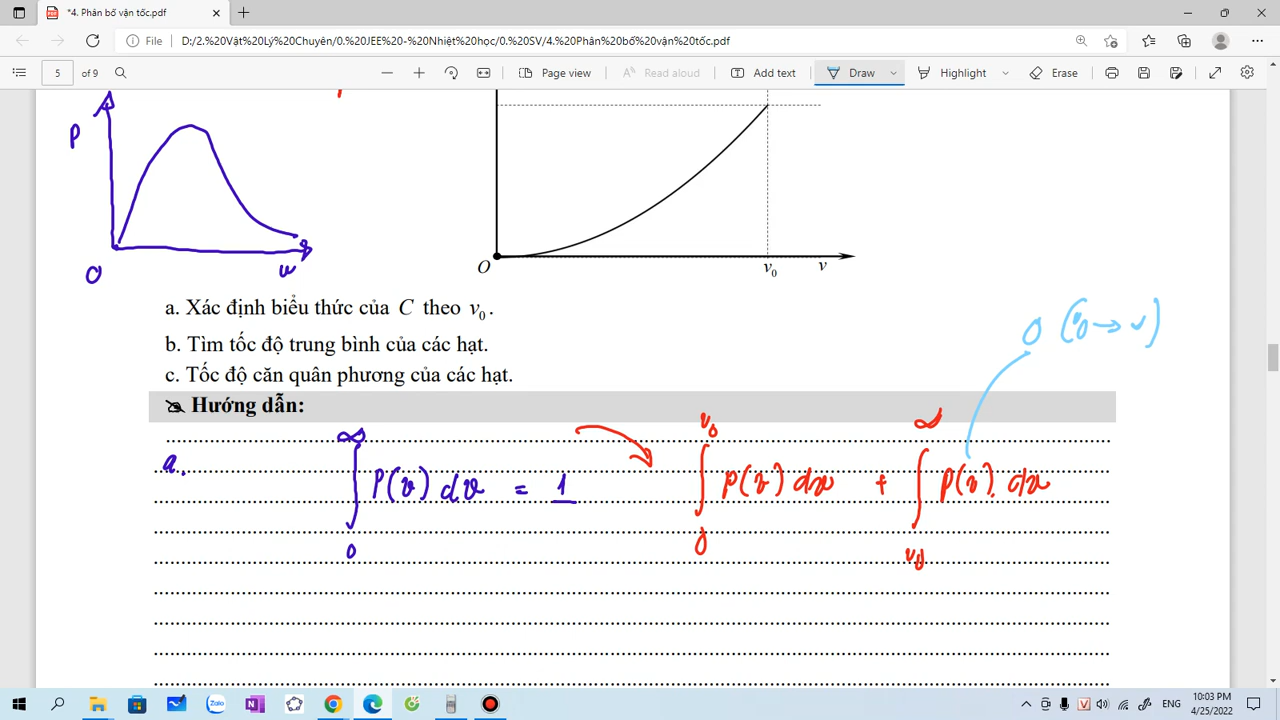 *4. Phân bố vận tốc.pdf
File D:/2.%20Vật%20Lý%20Chuyên/0.%20JEE%20-%20Nhiệt%20học/0.%20SV/4.%20Phân%20bố%20vận%20tốc.pdf
5 of 9 Page view Read aloud Add text Draw Highlight Erase
P
O
O v₀ v
a. Xác định biểu thức của C theo v₀.
b. Tìm tốc độ trung bình của các hạt.
c. Tốc độ căn quân phương của các hạt.
Hướng dẫn:
a. ∫₀^∞ P(v) dv = 1 ∫₀^v₀ P(v) dv + ∫_v₀^∞ P(v). dv
Zalo
ENG
10:03 PM
4/25/2022